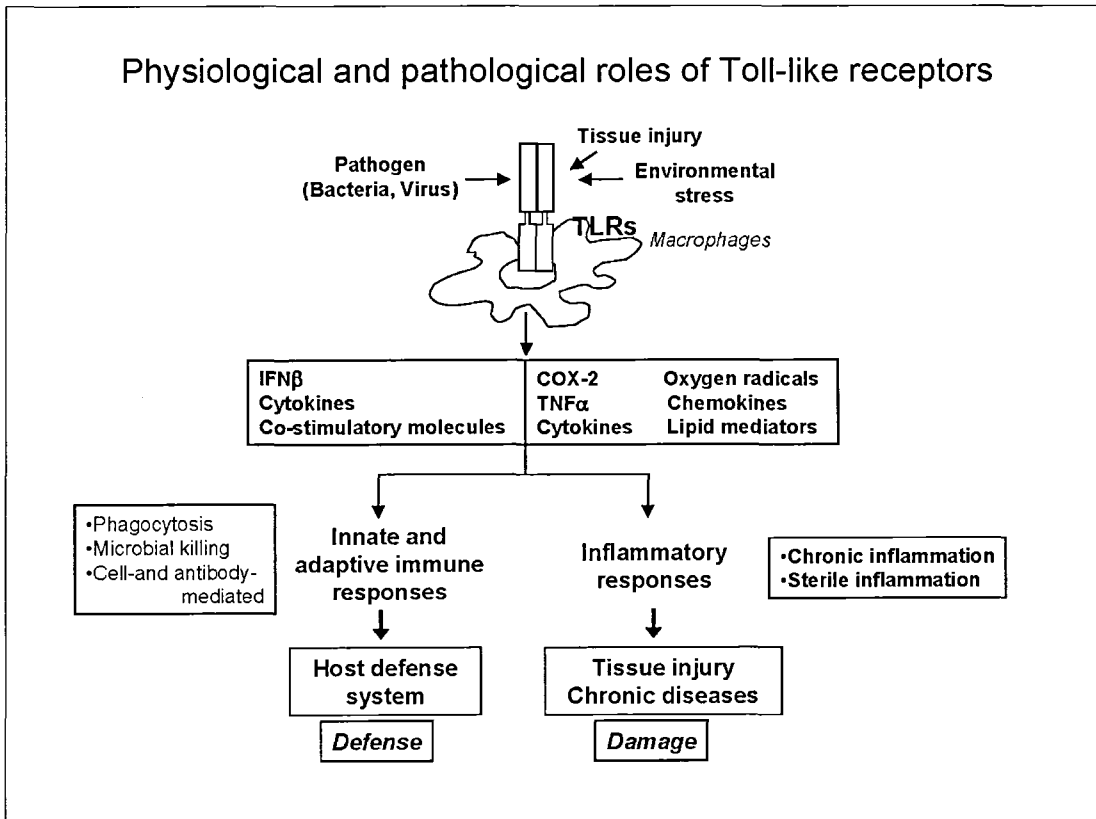 Physiological and pathological roles of Toll-like receptors
Tissue injury
Pathogen
(Bacteria, Virus)
Environmental
stress
TLRs
Macrophages
IFNβ
Cytokines
Co-stimulatory molecules
COX-2 Oxygen radicals
TNFα Chemokines
Cytokines Lipid mediators
•Phagocytosis
•Microbial killing
•Cell-and antibody-
mediated
Innate and
adaptive immune
responses
Inflammatory
responses
•Chronic inflammation
•Sterile inflammation
Host defense
system
Tissue injury
Chronic diseases
Defense
Damage